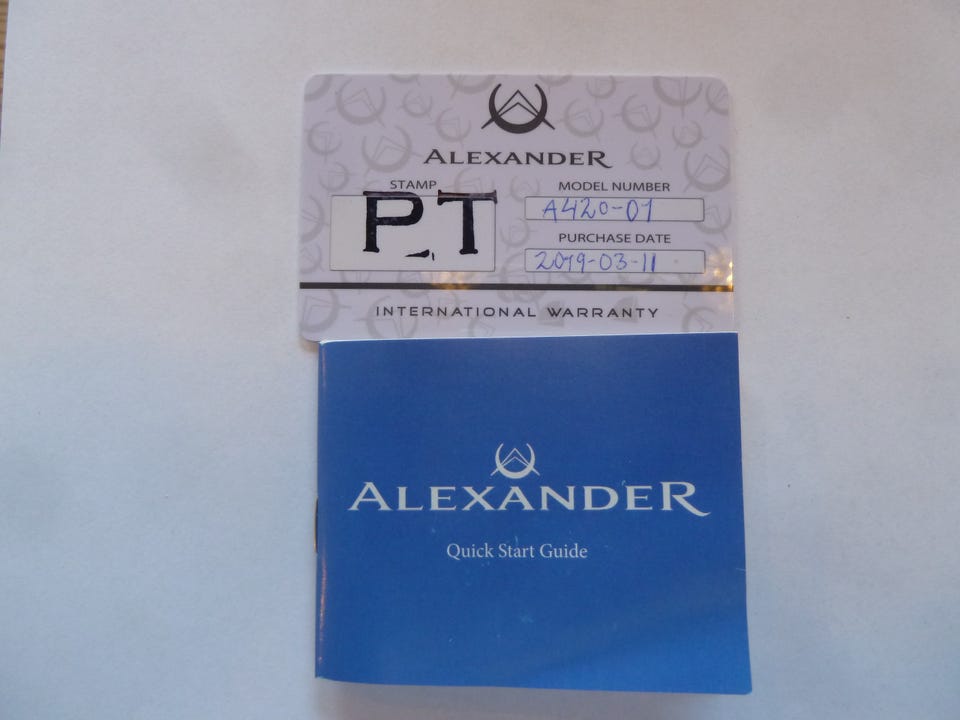 ALEXANDER
STAMP
PT
MODEL NUMBER
A420-01
PURCHASE DATE
2019-03-11
INTERNATIONAL WARRANTY
ALEXANDER
Quick Start Guide